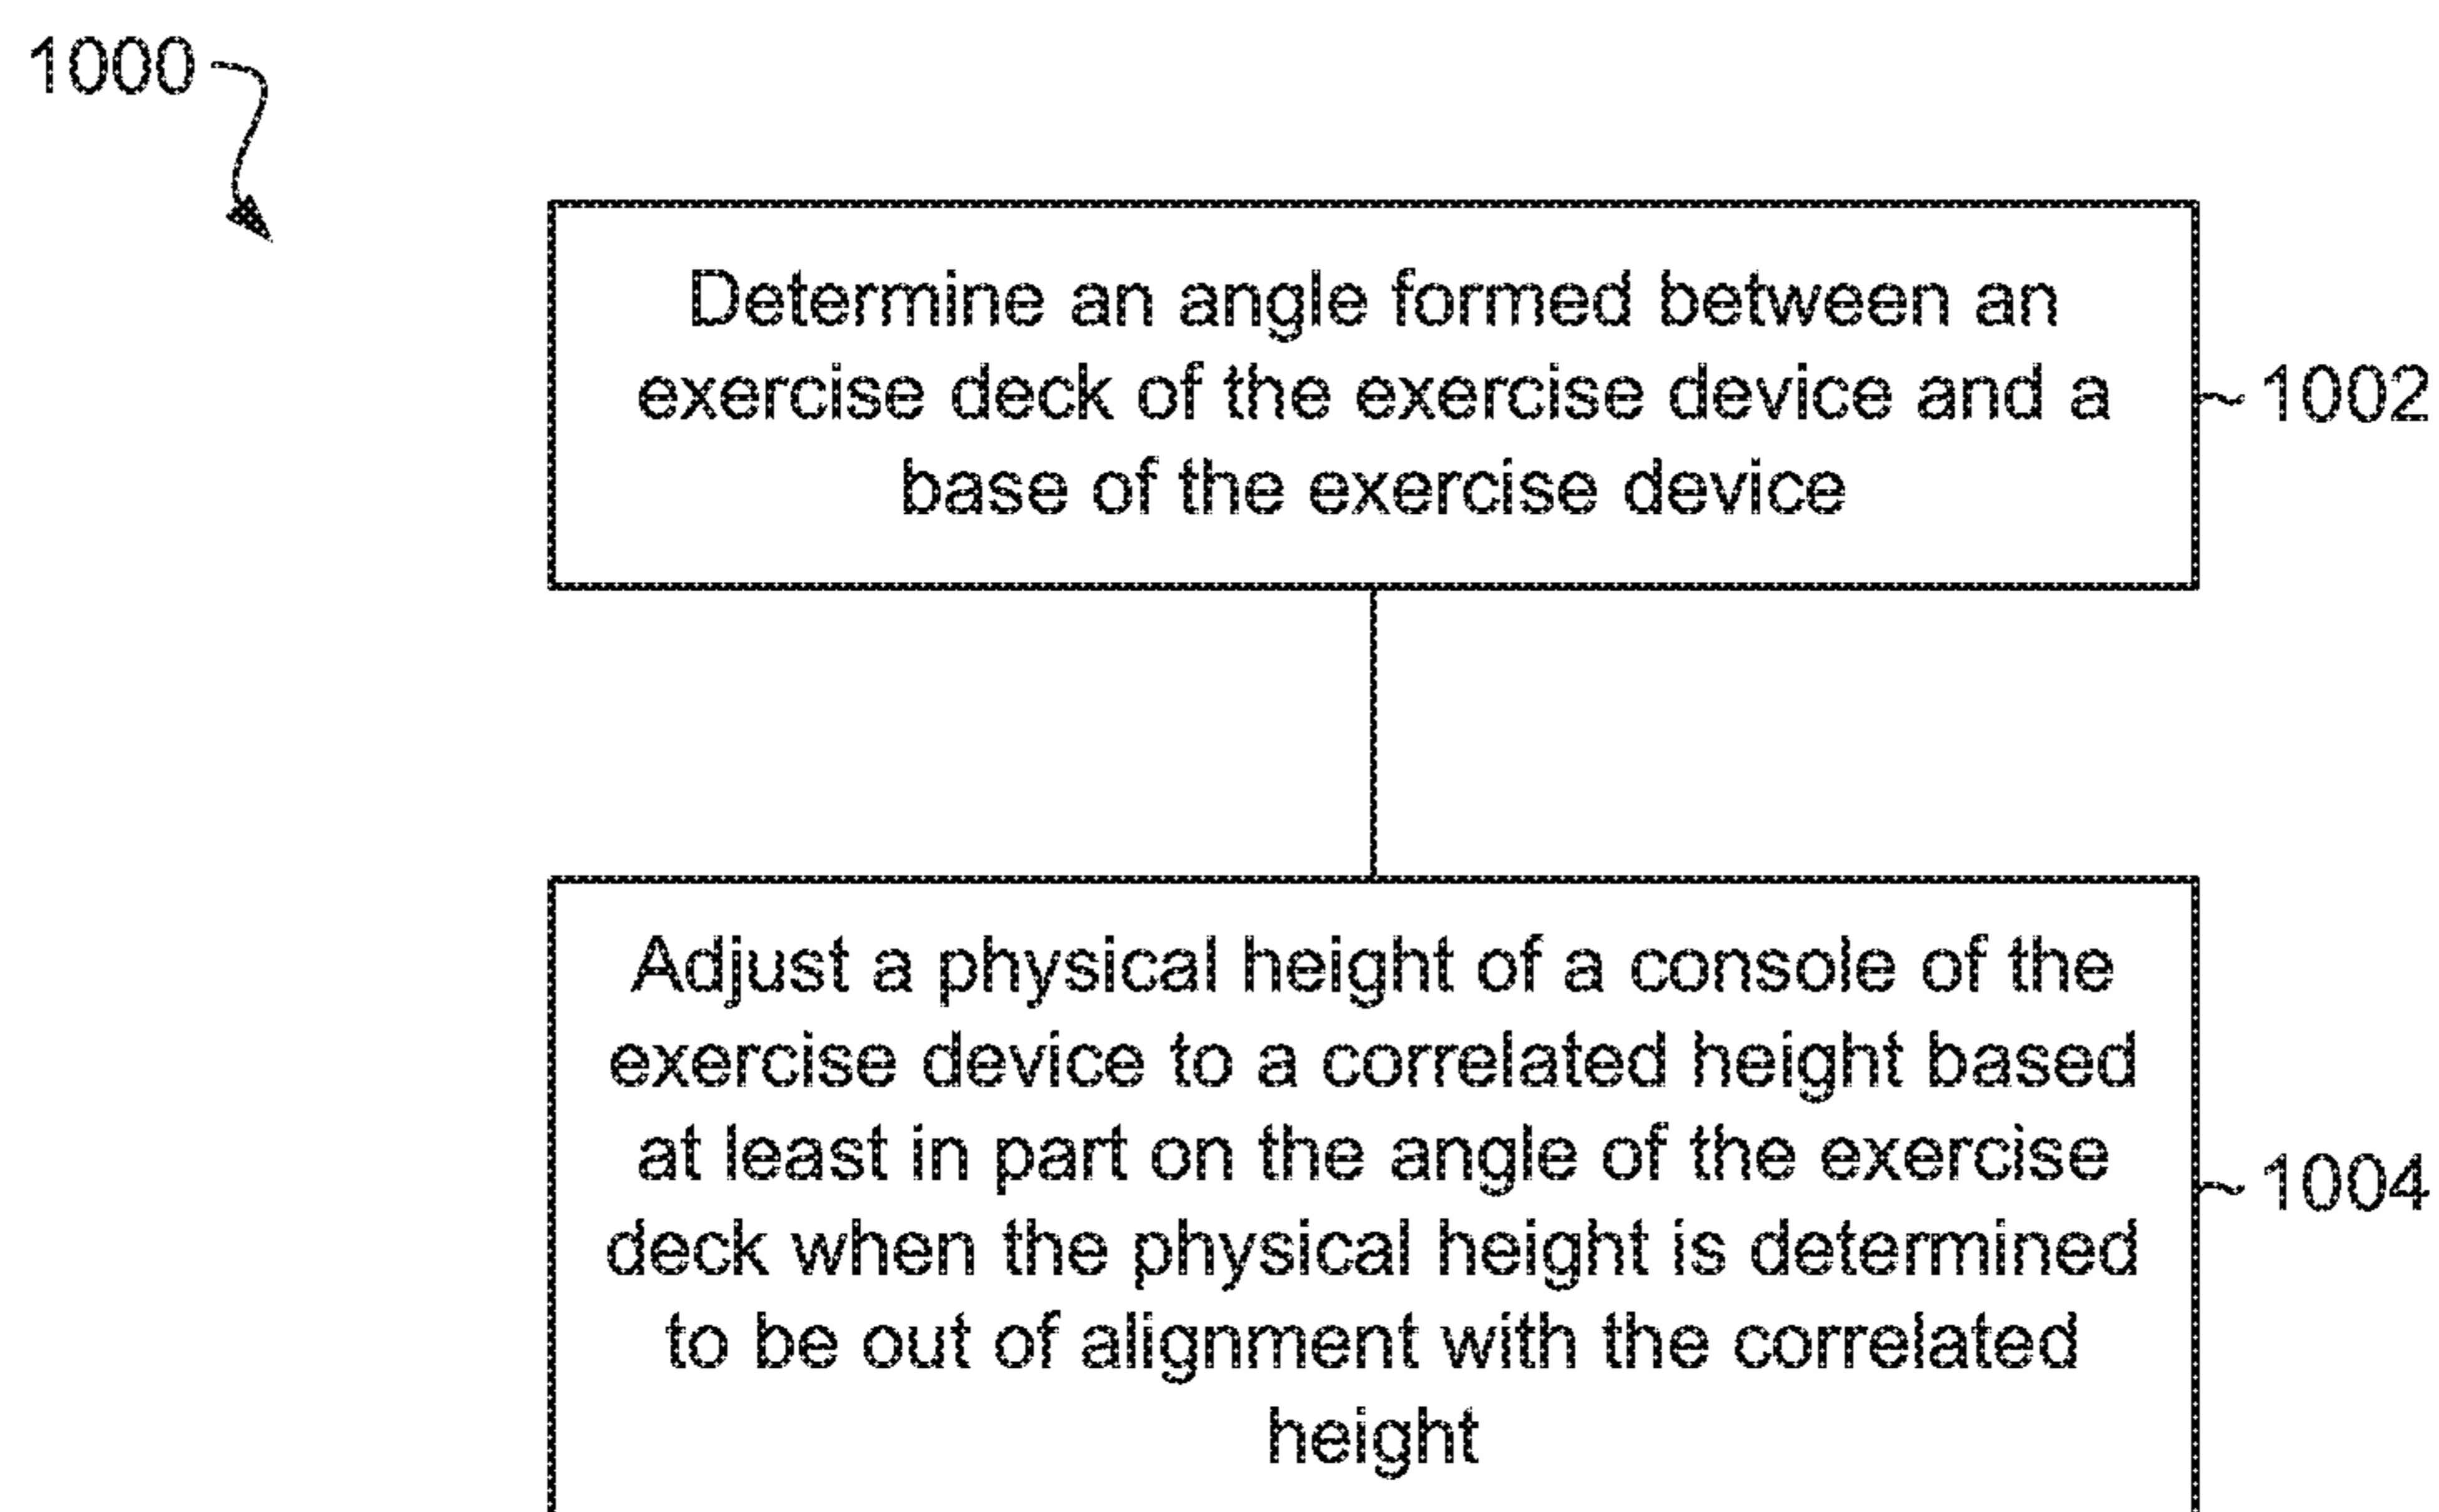 1000
Determine an angle formed between an
exercise deck of the exercise device and a
base of the exercise device
1002
Adjust a physical height of a console of the
exercise device to a correlated height based
at least in part on the angle of the exercise
deck when the physical height is determined
to be out of alignment with the correlated
height
1004